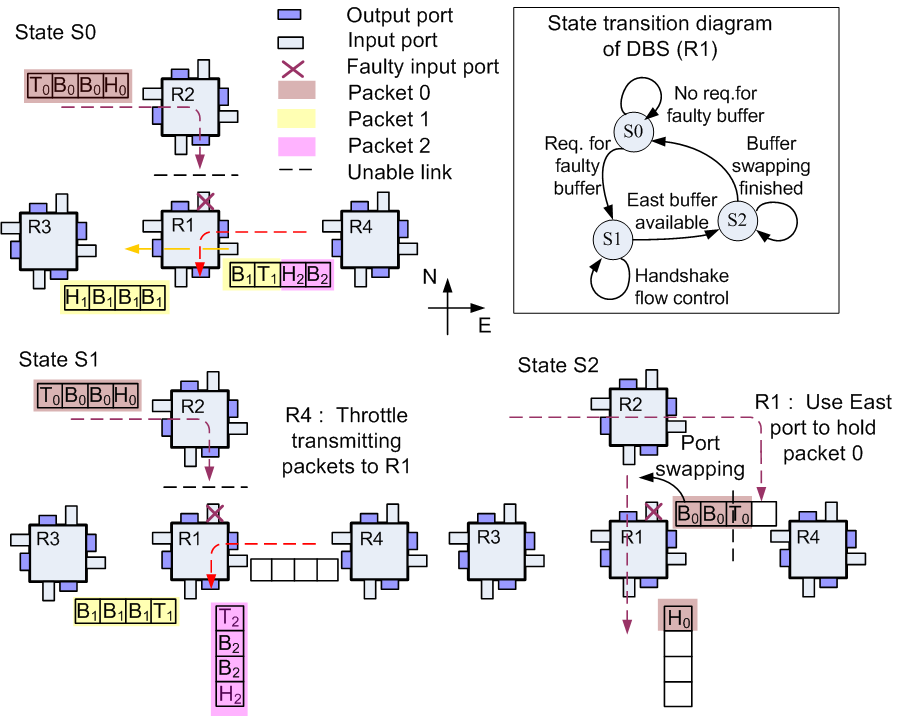 State S0
T0 B0 B0 H0
R2
R3
R1
R4
B1 T1 H2 B2
H1 B1 B1 B1
Output port
Input port
Faulty input port
Packet 0
Packet 1
Packet 2
Unable link
N
E
State transition diagram
of DBS (R1)
No req.for
faulty buffer
S0
Req. for
faulty
buffer
Buffer
swapping
finished
East buffer
available
S2
S1
Handshake
flow control
State S1
T0 B0 B0 H0
R2
R4 : Throttle
transmitting
packets to R1
R3
R1
R4
B1 B1 B1 T1
T2
B2
B2
H2
State S2
R2
R1 : Use East
port to hold
packet 0
Port
swapping
B0 B0 T0
R3
R1
R4
H0